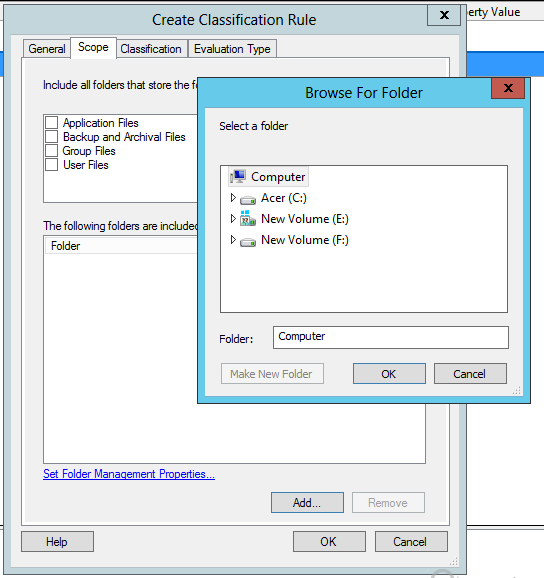 perty Value
Create Classification Rule
x
General
Scope
Classification
Evaluation Type
Include all folders that store the fo
Application Files
Backup and Archival Files
Group Files
User Files
The following folders are included
Folder
Set Folder Management Properties...
Add...
Remove
Help
OK
Cancel
Browse For Folder
x
Select a folder
Computer
Acer (C:)
New Volume (E:)
New Volume (F:)
Folder:
Computer
Make New Folder
OK
Cancel